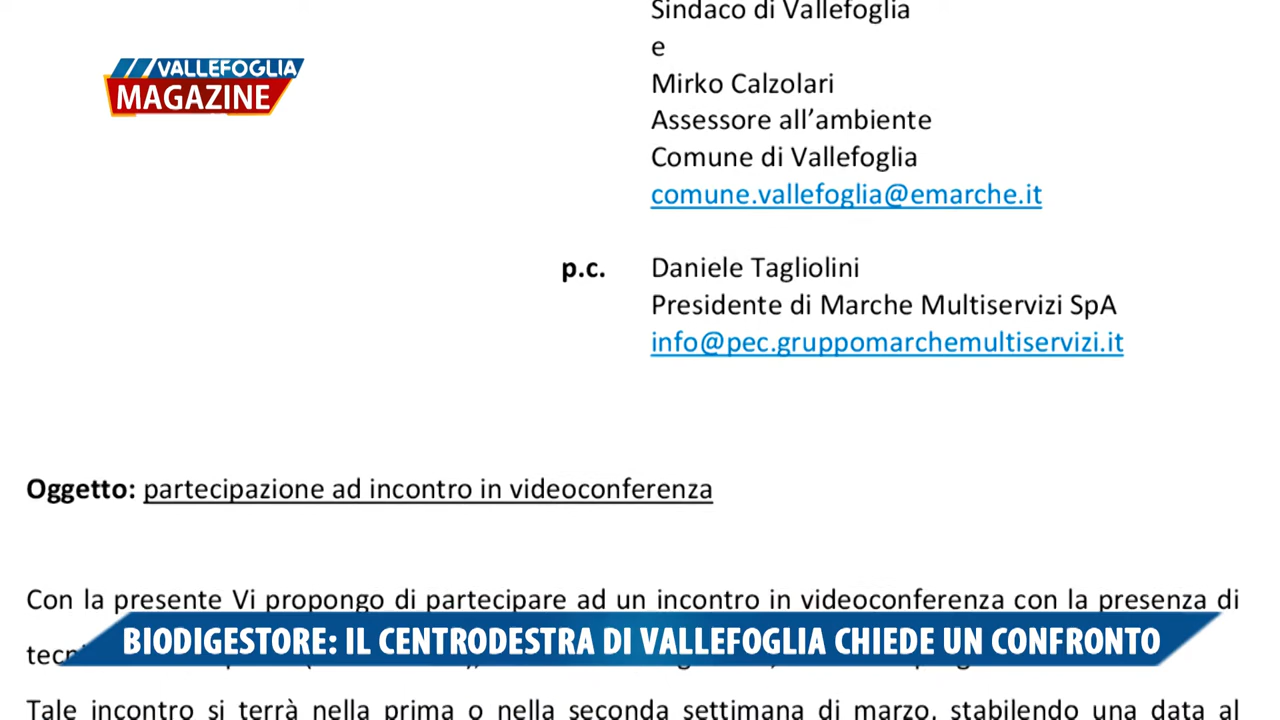 Sindaco di Vallefoglia
e
VALLEFOGLIA
MAGAZINE
Mirko Calzolari
Assessore all'ambiente
Comune di Vallefoglia
comune.vallefoglia@emarche.it
p.c. Daniele Tagliolini
Presidente di Marche Multiservizi SpA
info@pec.gruppomarchemultiservizi.it
Oggetto: partecipazione ad incontro in videoconferenza
Con la presente Vi propongo di partecipare ad un incontro in videoconferenza con la presenza di
BIODIGESTORE: IL CENTRODESTRA DI VALLEFOGLIA CHIEDE UN CONFRONTO
Tale incontro si terrà nella prima o nella seconda settimana di marzo, stabilendo una data al